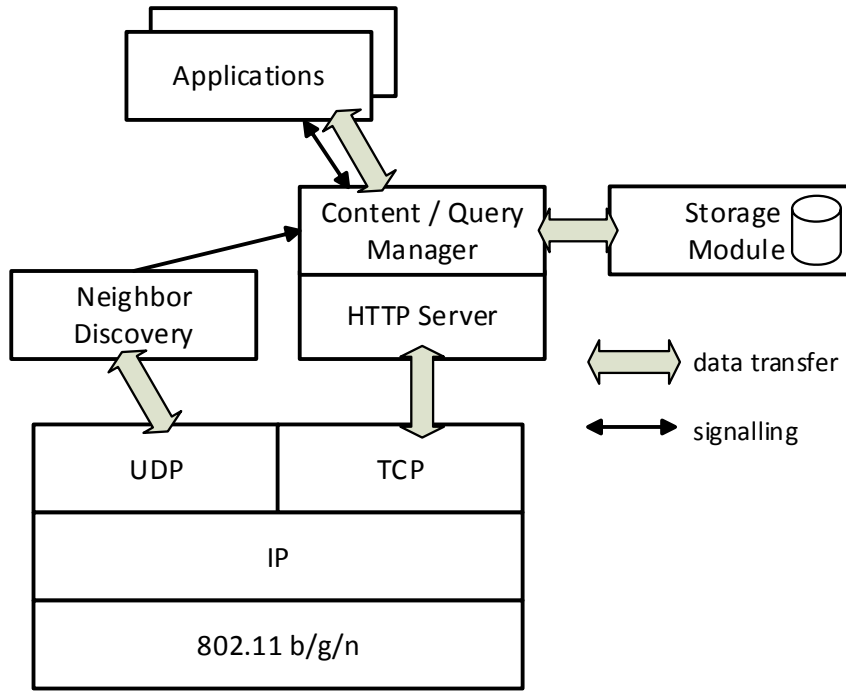 Applications
Content / Query
Manager
Storage
Module
Neighbor
Discovery
HTTP Server
data transfer
signalling
UDP
TCP
IP
802.11 b/g/n